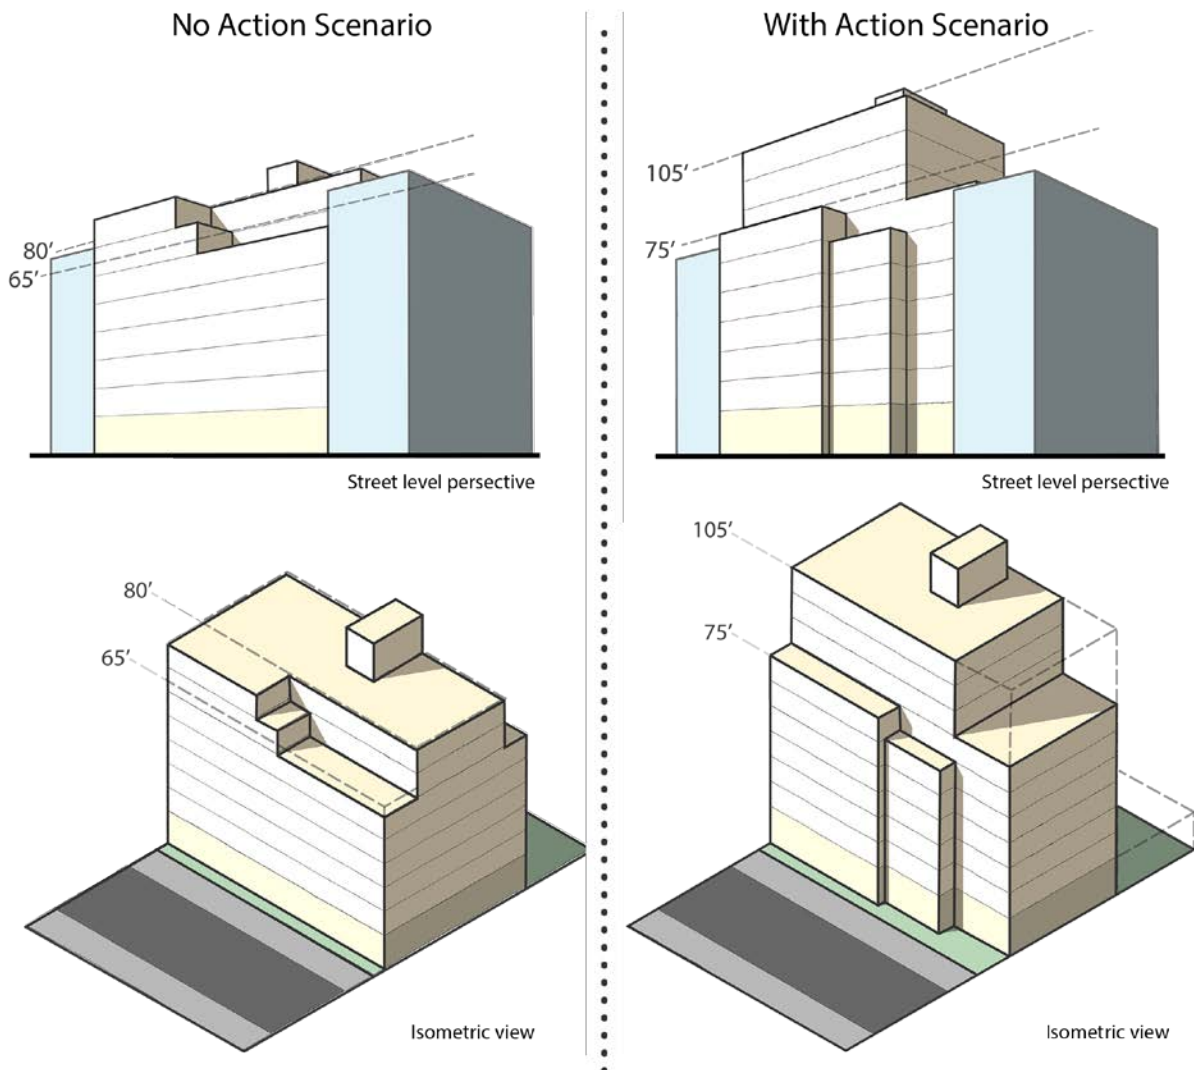 No Action Scenario
With Action Scenario
80’
65’
105’
75’
Street level persective
Street level persective
80’
65’
105’
75’
Isometric view
Isometric view